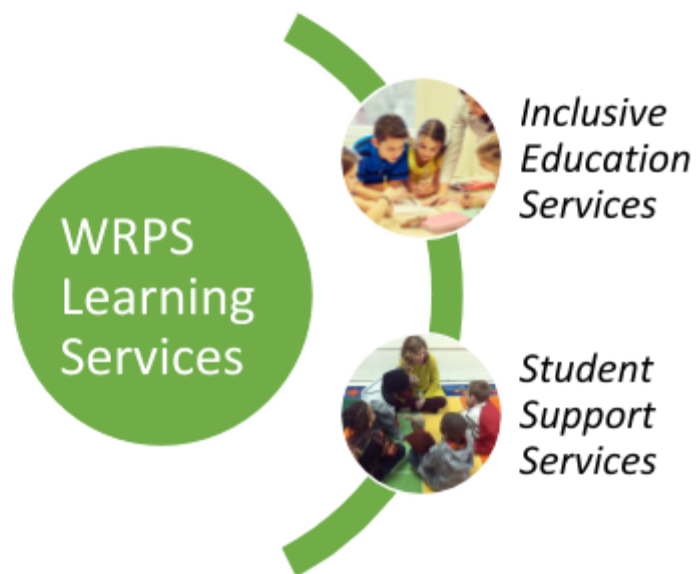 WRPS
Learning
Services
Inclusive
Education
Services
Student
Support
Services